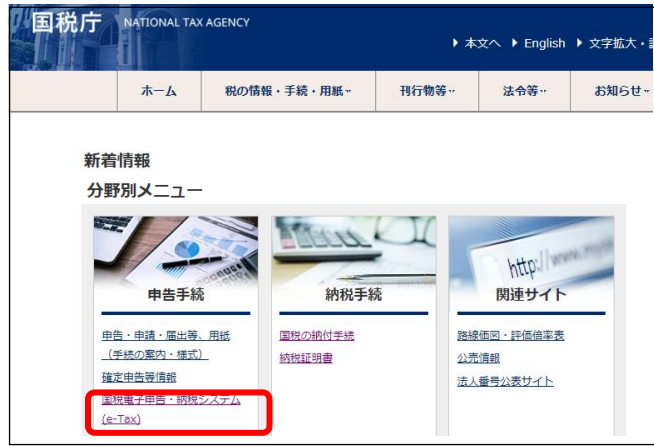 国税庁 NATIONAL TAX AGENCY
本文へ English 文字拡大・
ホーム 税の情報・手続・用紙 刊行物等 法令等 お知らせ
新着情報
分野別メニュー
申告手続
申告・申請・届出等、用紙
（手続の案内・様式）
確定申告等情報
国税電子申告・納税システム
(e-Tax)
納税手続
国税の納付手続
納税証明書
http://www.
関連サイト
路線価図・評価倍率表
公売情報
法人番号公表サイト